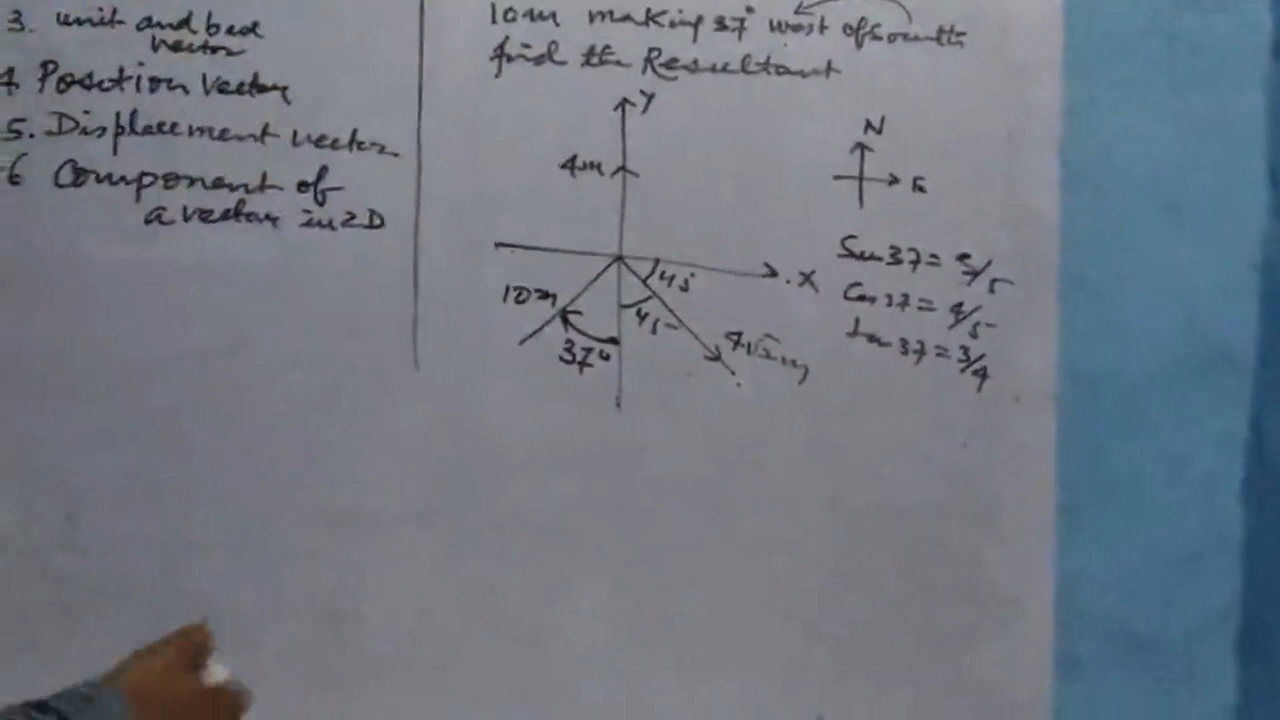 3. unit and base
vector
4 Position vector
5. Displacement vector
6 Component of
a vector in 2D
10m making 37° west of south
find the Resultant
Y
4m
N
E
X
45
45
10m
37°
4√2m
Sin 37 = 3/5
Cos 37 = 4/5
tan 37 = 3/4